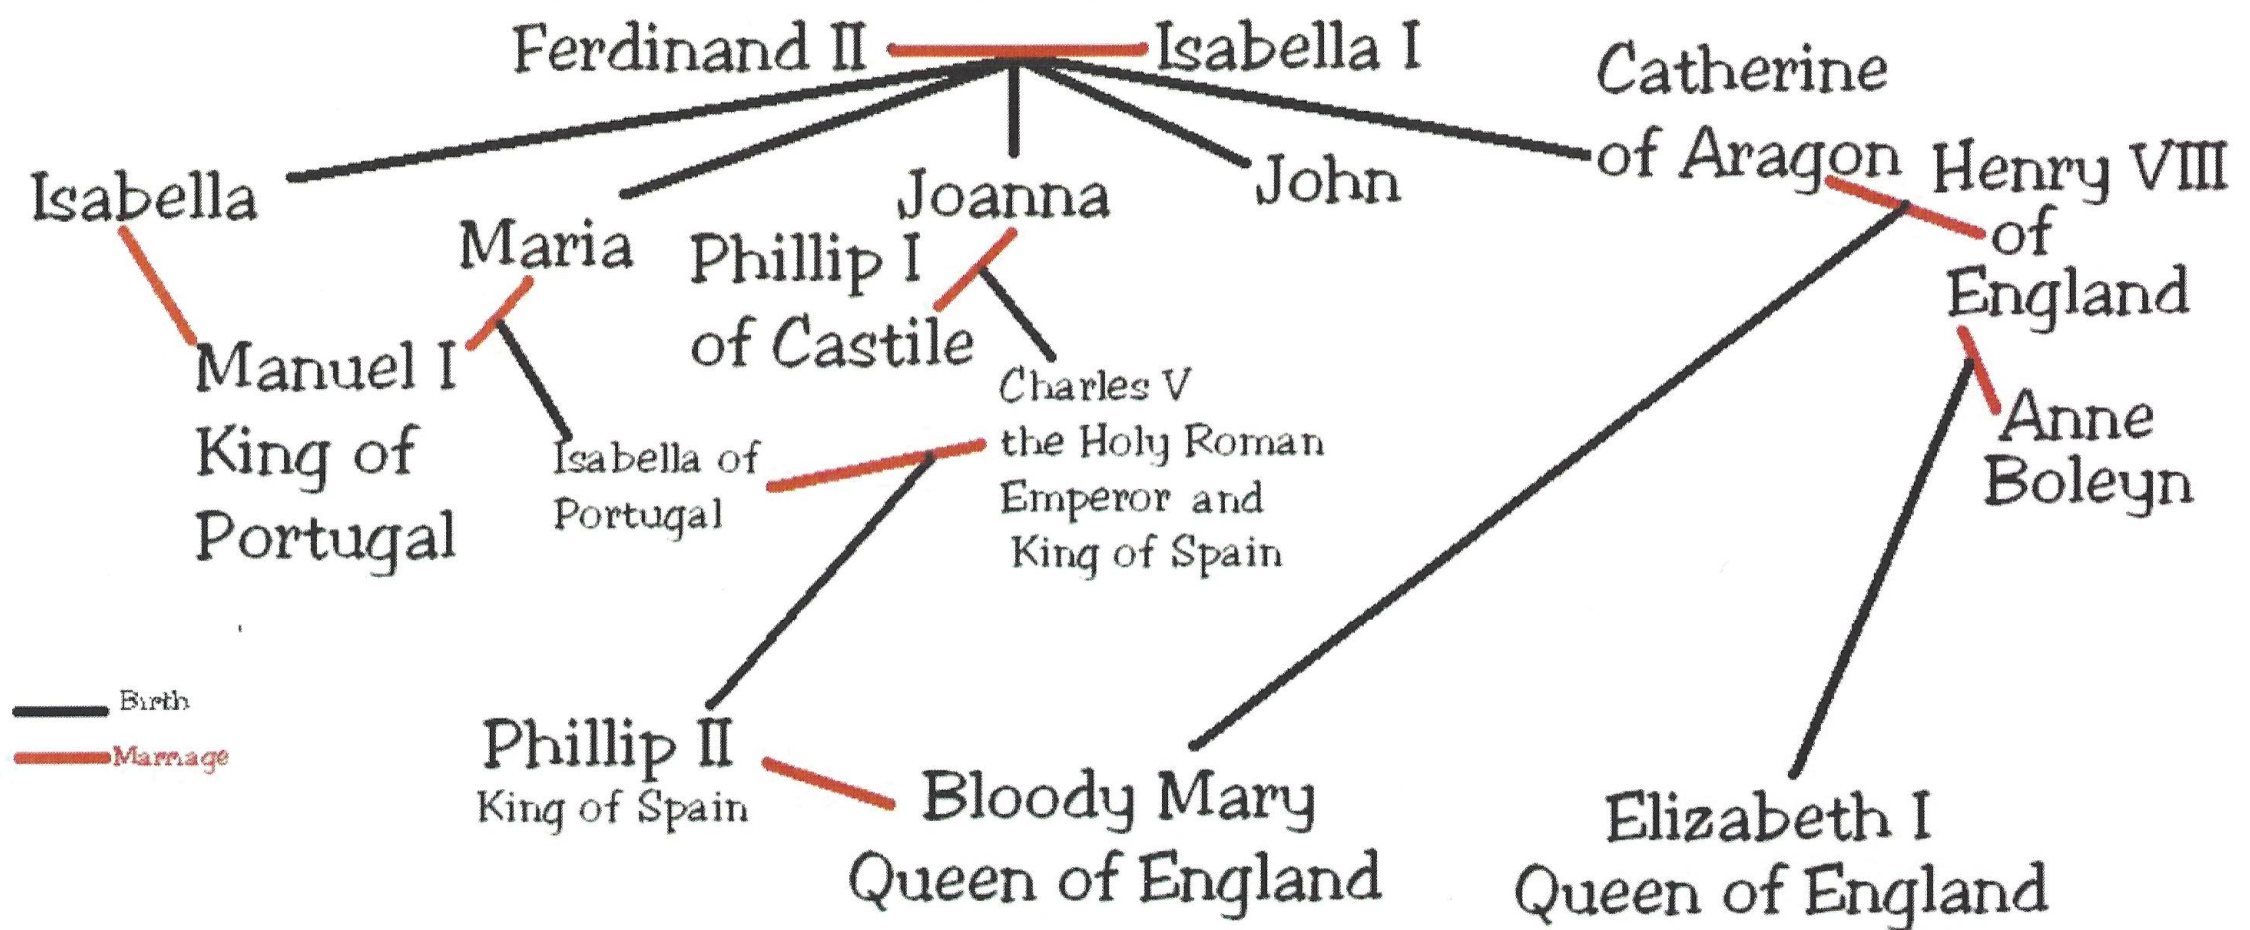 Ferdinand II
Isabella I
Catherine
of Aragon
Henry VIII
of
England
Isabella
Maria
Joanna
John
Phillip I
of Castile
Manuel I
King of
Portugal
Isabella of
Portugal
Charles V
the Holy Roman
Emperor and
King of Spain
Anne
Boleyn
Birth
Marriage
Phillip II
King of Spain
Bloody Mary
Queen of England
Elizabeth I
Queen of England